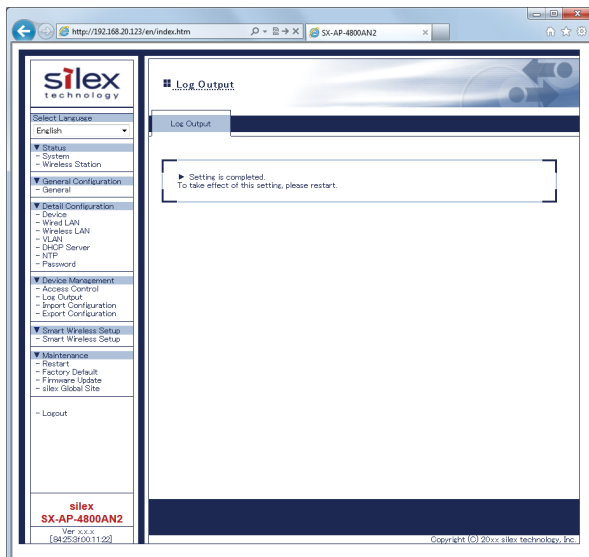 http://192.168.20.123/en/index.htm
SX-AP-4800AN2
silex
technology
Select Language
English
▼ Status
- System
- Wireless Station
▼ General Configuration
- General
▼ Detail Configuration
- Device
- Wired LAN
- Wireless LAN
- VLAN
- DHCP Server
- NTP
- Password
▼ Device Management
- Access Control
- Log Output
- Import Configuration
- Export Configuration
▼ Smart Wireless Setup
- Smart Wireless Setup
▼ Maintenance
- Restart
- Factory Default
- Firmware Update
- silex Global Site
- Logout
silex
SX-AP-4800AN2
Ver x.x.x
[84:25:3f:00:11:22]
Log Output
Log Output
► Setting is completed.
To take effect of this setting, please restart.
Copyright (C) 20xx silex technology, Inc.